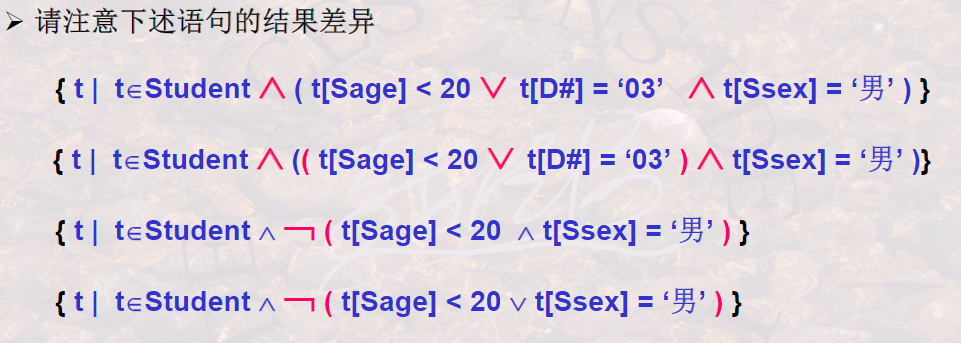 ➢ 请注意下述语句的结果差异
{ t | t∈Student ∧ ( t[Sage] < 20 ∨ t[D#] = ‘03’ ∧ t[Ssex] = ‘男’ ) }
{ t | t∈Student ∧ (( t[Sage] < 20 ∨ t[D#] = ‘03’ ) ∧ t[Ssex] = ‘男’ )}
{ t | t∈Student ∧ ¬ ( t[Sage] < 20 ∧ t[Ssex] = ‘男’ ) }
{ t | t∈Student ∧ ¬ ( t[Sage] < 20 ∨ t[Ssex] = ‘男’ ) }